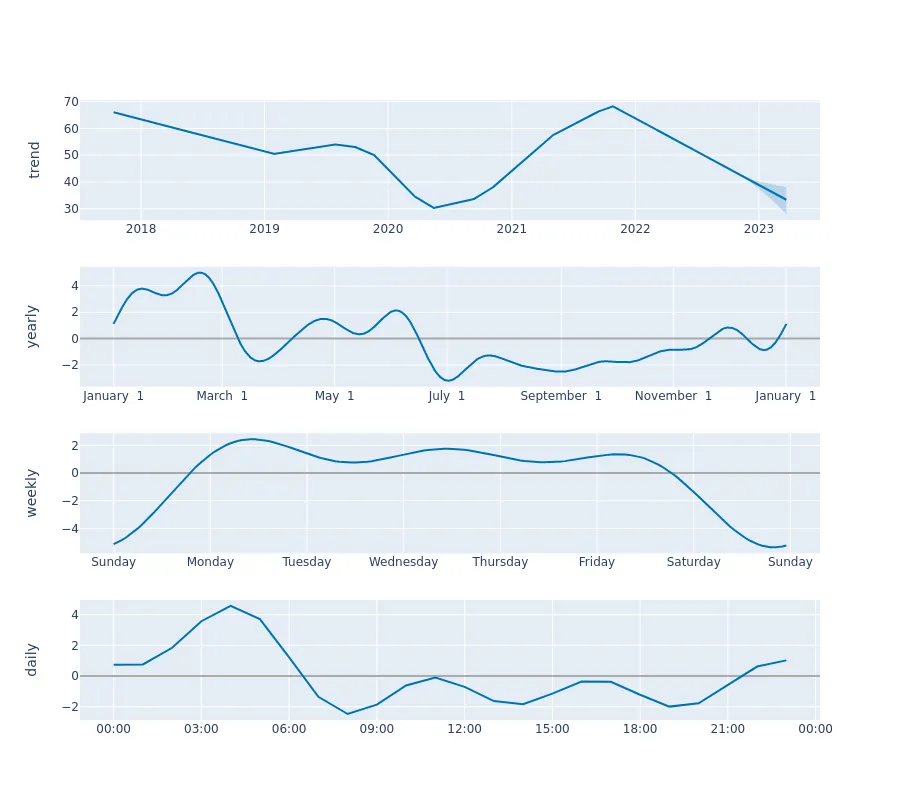 trend
70
60
50
40
30
2018 2019 2020 2021 2022 2023
yearly
4
2
0
−2
January 1 March 1 May 1 July 1 September 1 November 1 January 1
weekly
2
0
−2
−4
Sunday Monday Tuesday Wednesday Thursday Friday Saturday Sunday
daily
4
2
0
−2
00:00 03:00 06:00 09:00 12:00 15:00 18:00 21:00 00:00